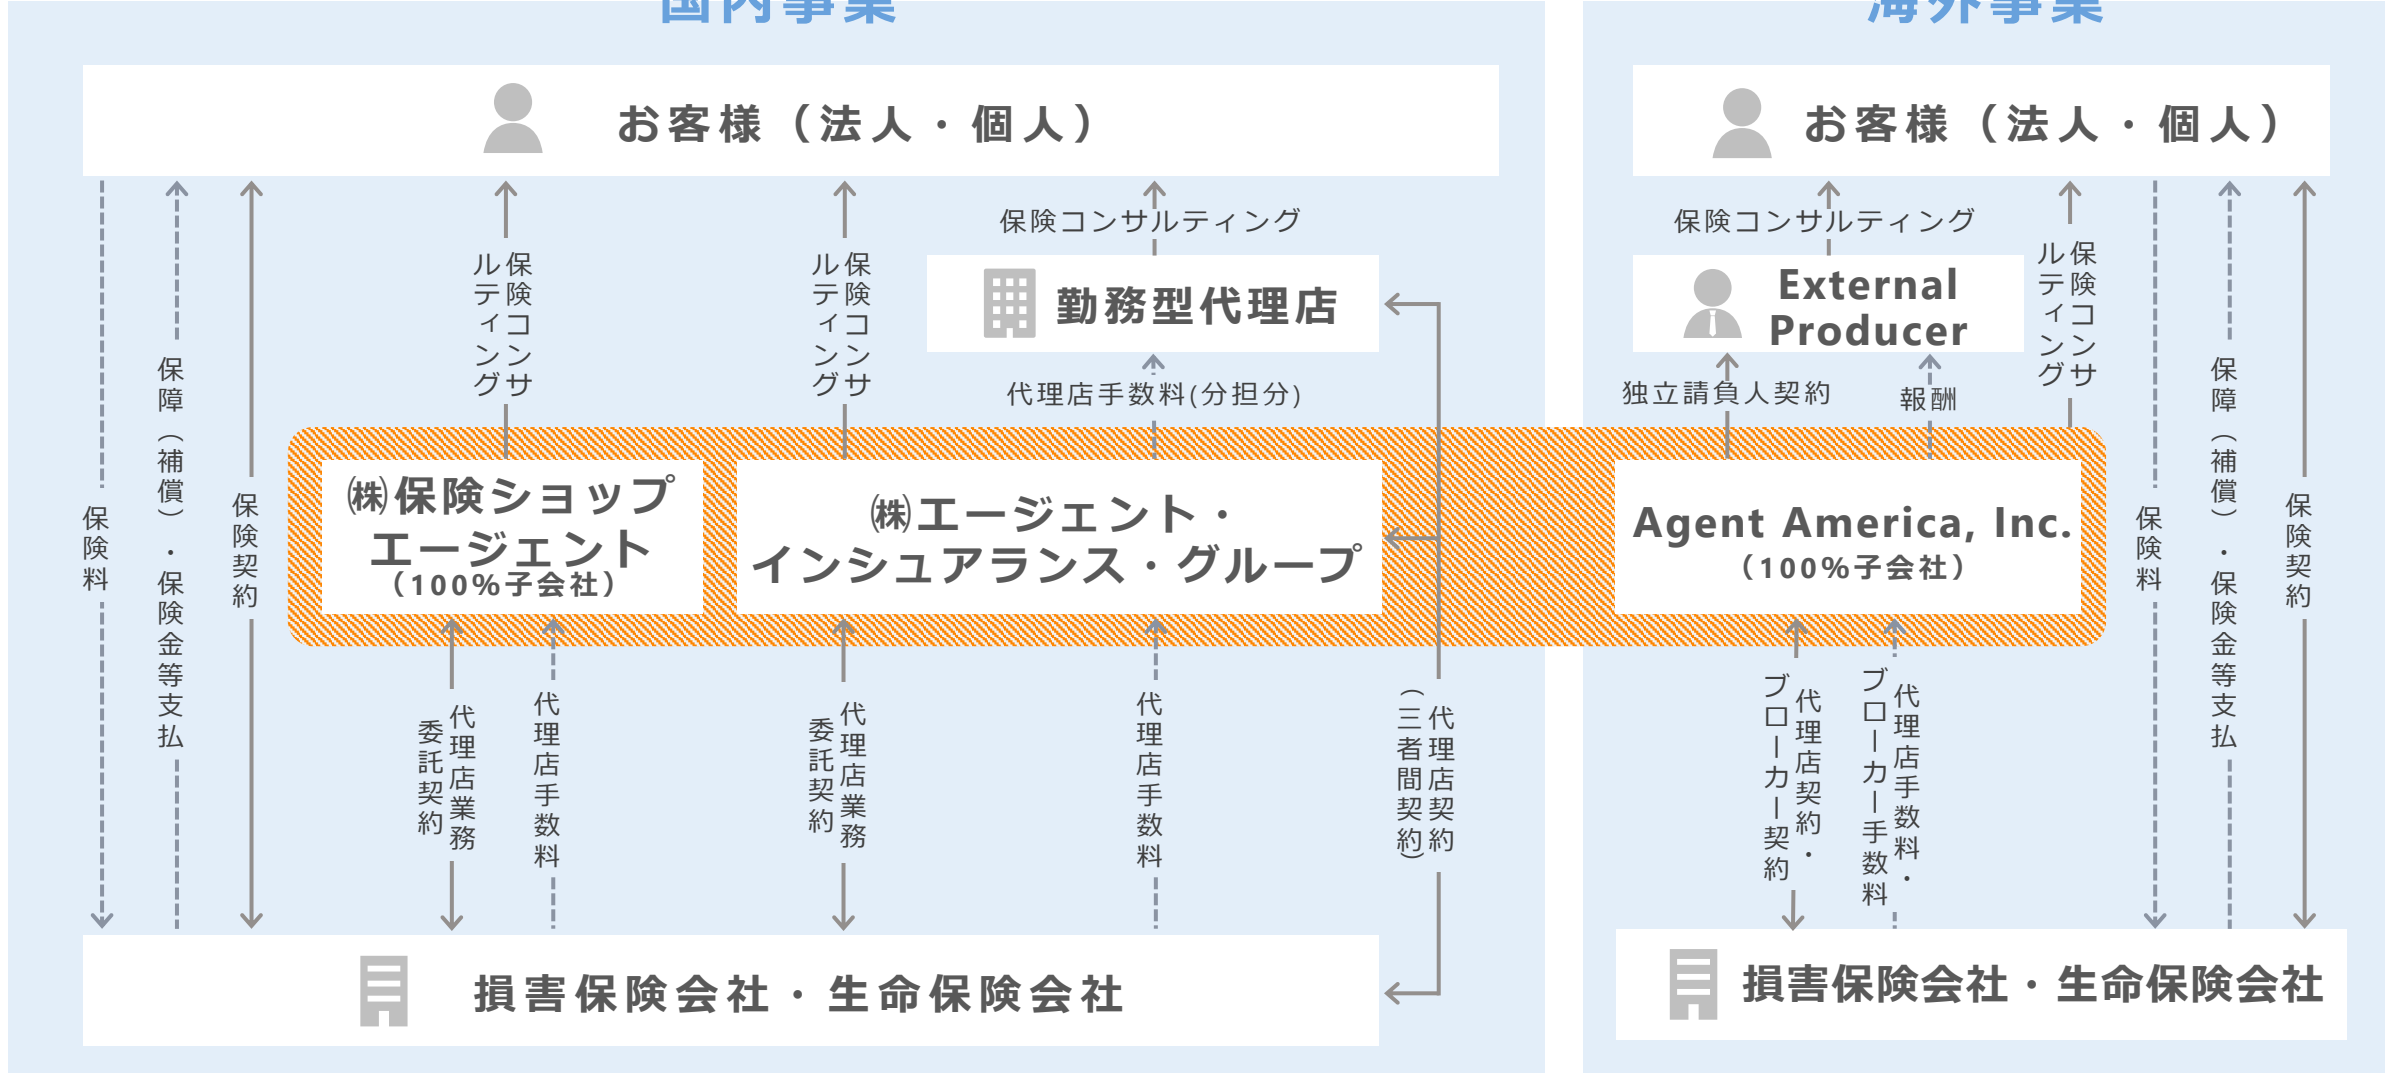 国内事業
海外事業
お客様（法人・個人）
お客様（法人・個人）
保険コンサルティング
保険コンサルティング
保険コンサ
ルティング
保険コンサ
ルティング
保険コンサ
ルティング
勤務型代理店
External
Producer
代理店手数料(分担分)
独立請負人契約
報酬
保険料
保障（補償）・保険金等支払
保険契約
㈱保険ショップ
エージェント
（100%子会社）
㈱エージェント・
インシュアランス・グループ
Agent America, Inc.
（100%子会社）
保険料
保障（補償）・保険金等支払
保険契約
代理店業務
委託契約
代理店手数料
代理店業務
委託契約
代理店手数料
代理店契約
（三者間契約）
代理店契約・
ブローカー契約
代理店手数料・
ブローカー手数料
損害保険会社・生命保険会社
損害保険会社・生命保険会社